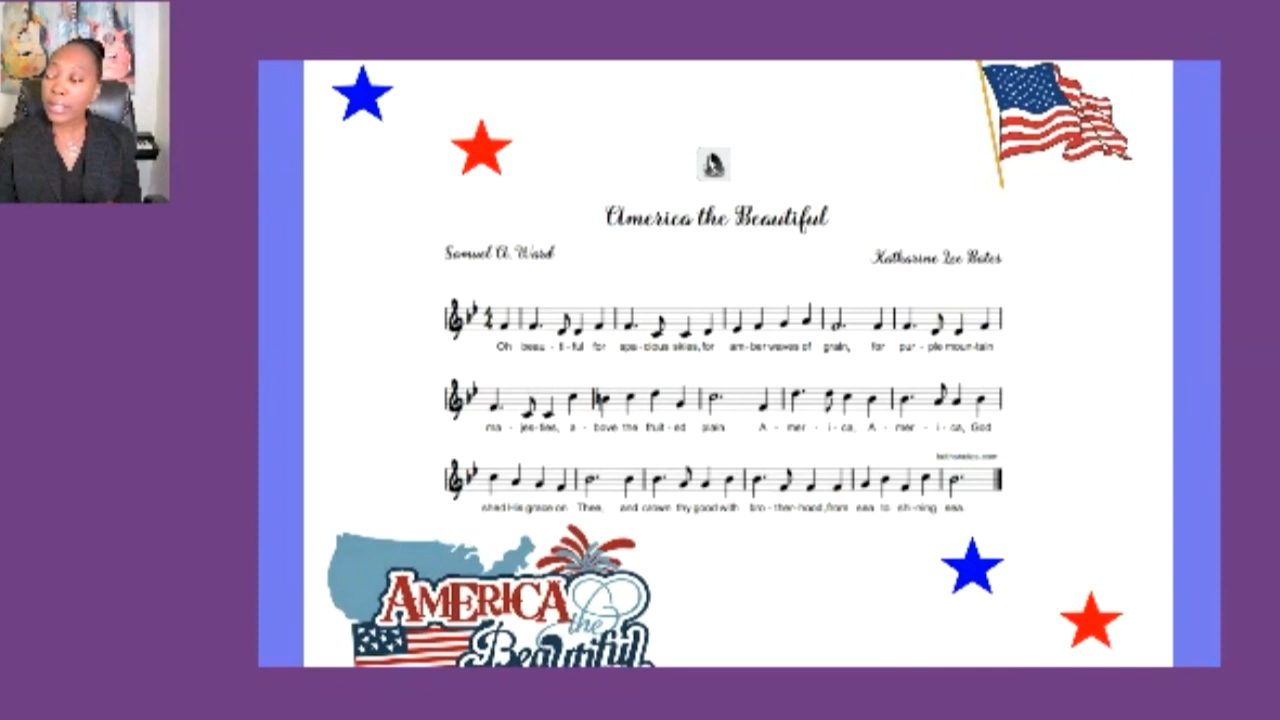 America the Beautiful
Samuel A. Ward
Katharine Lee Bates
Oh beau - ti - ful for spa - cious skies, for am - ber waves of grain, for pur - ple moun - tain
ma - jes - ties, a - bove the fruit - ed plain. A - mer - i - ca, A - mer - i - ca, God
shed His grace on Thee, and crown thy good with bro - ther - hood, from sea to shi - ning sea.
AMERICA
the
Beautiful